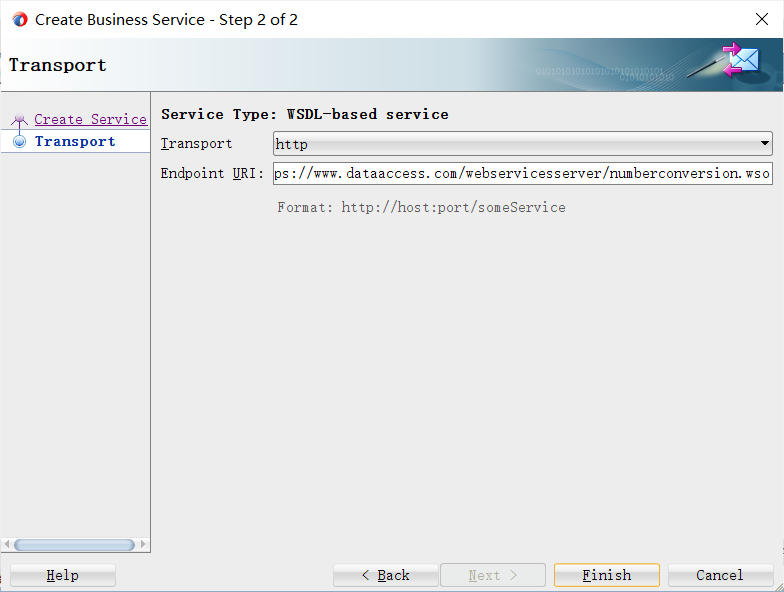 Create Business Service - Step 2 of 2
Transport
Create Service
Transport
Service Type: WSDL-based service
Transport
http
Endpoint URI:
ps://www.dataaccess.com/webservicesserver/numberconversion.wso
Format: http://host:port/someService
Help
< Back
Next >
Finish
Cancel